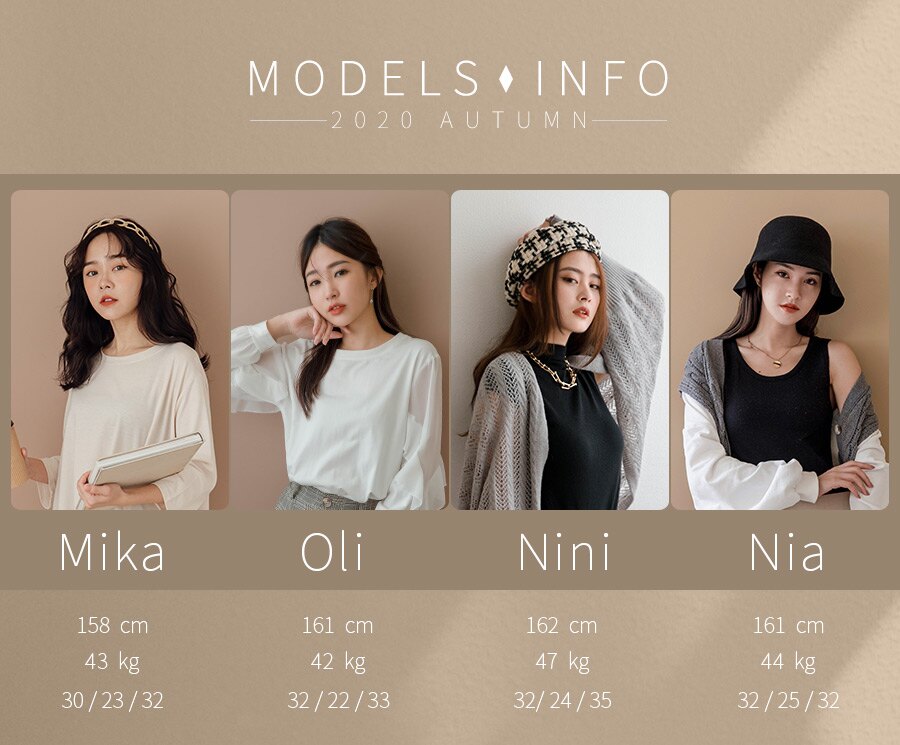 MODELS♦INFO
2020 AUTUMN
Mika
Oli
Nini
Nia
158 cm
161 cm
162 cm
161 cm
43 kg
42 kg
47 kg
44 kg
30 / 23 / 32
32 / 22 / 33
32/ 24 / 35
32 / 25 / 32